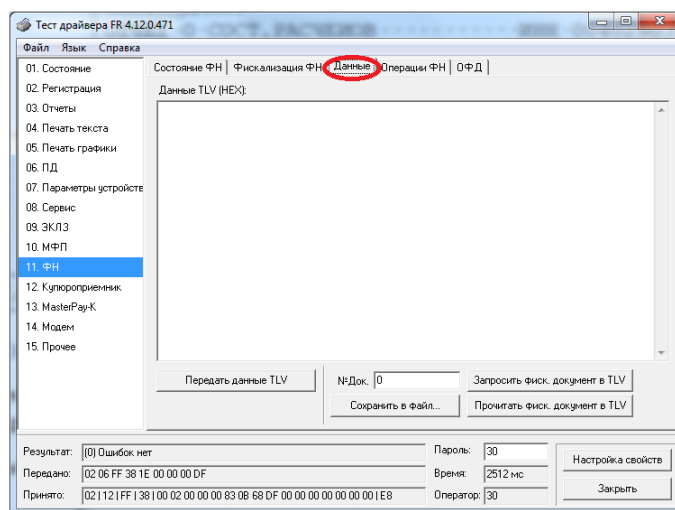 Тест драйвера FR 4.12.0.471
Файл Язык Справка
01. Состояние
02. Регистрация
03. Отчеты
04. Печать текста
05. Печать графики
06. ПД
07. Параметры устройств
08. Сервис
09. ЭКЛЗ
10. МФП
11. ФН
12. Купюроприемник
13. MasterPay-K
14. Модем
15. Прочее
Состояние ФН Фискализация ФН Данные Операции ФН ОФД
Данные TLV (HEX):
Передать данные TLV
№Док. 0
Запросить фиск. документ в TLV
Сохранить в файл...
Прочитать фиск. документ в TLV
Результат: (0) Ошибок нет
Передано: 02 06 FF 38 1E 00 00 00 DF
Принято: 02 | 12 | FF | 38 | 00 02 00 00 00 83 0B 68 DF 00 00 00 00 00 00 00 | E8
Пароль: 30
Время: 2512 мс
Оператор: 30
Настройка свойств
Закрыть